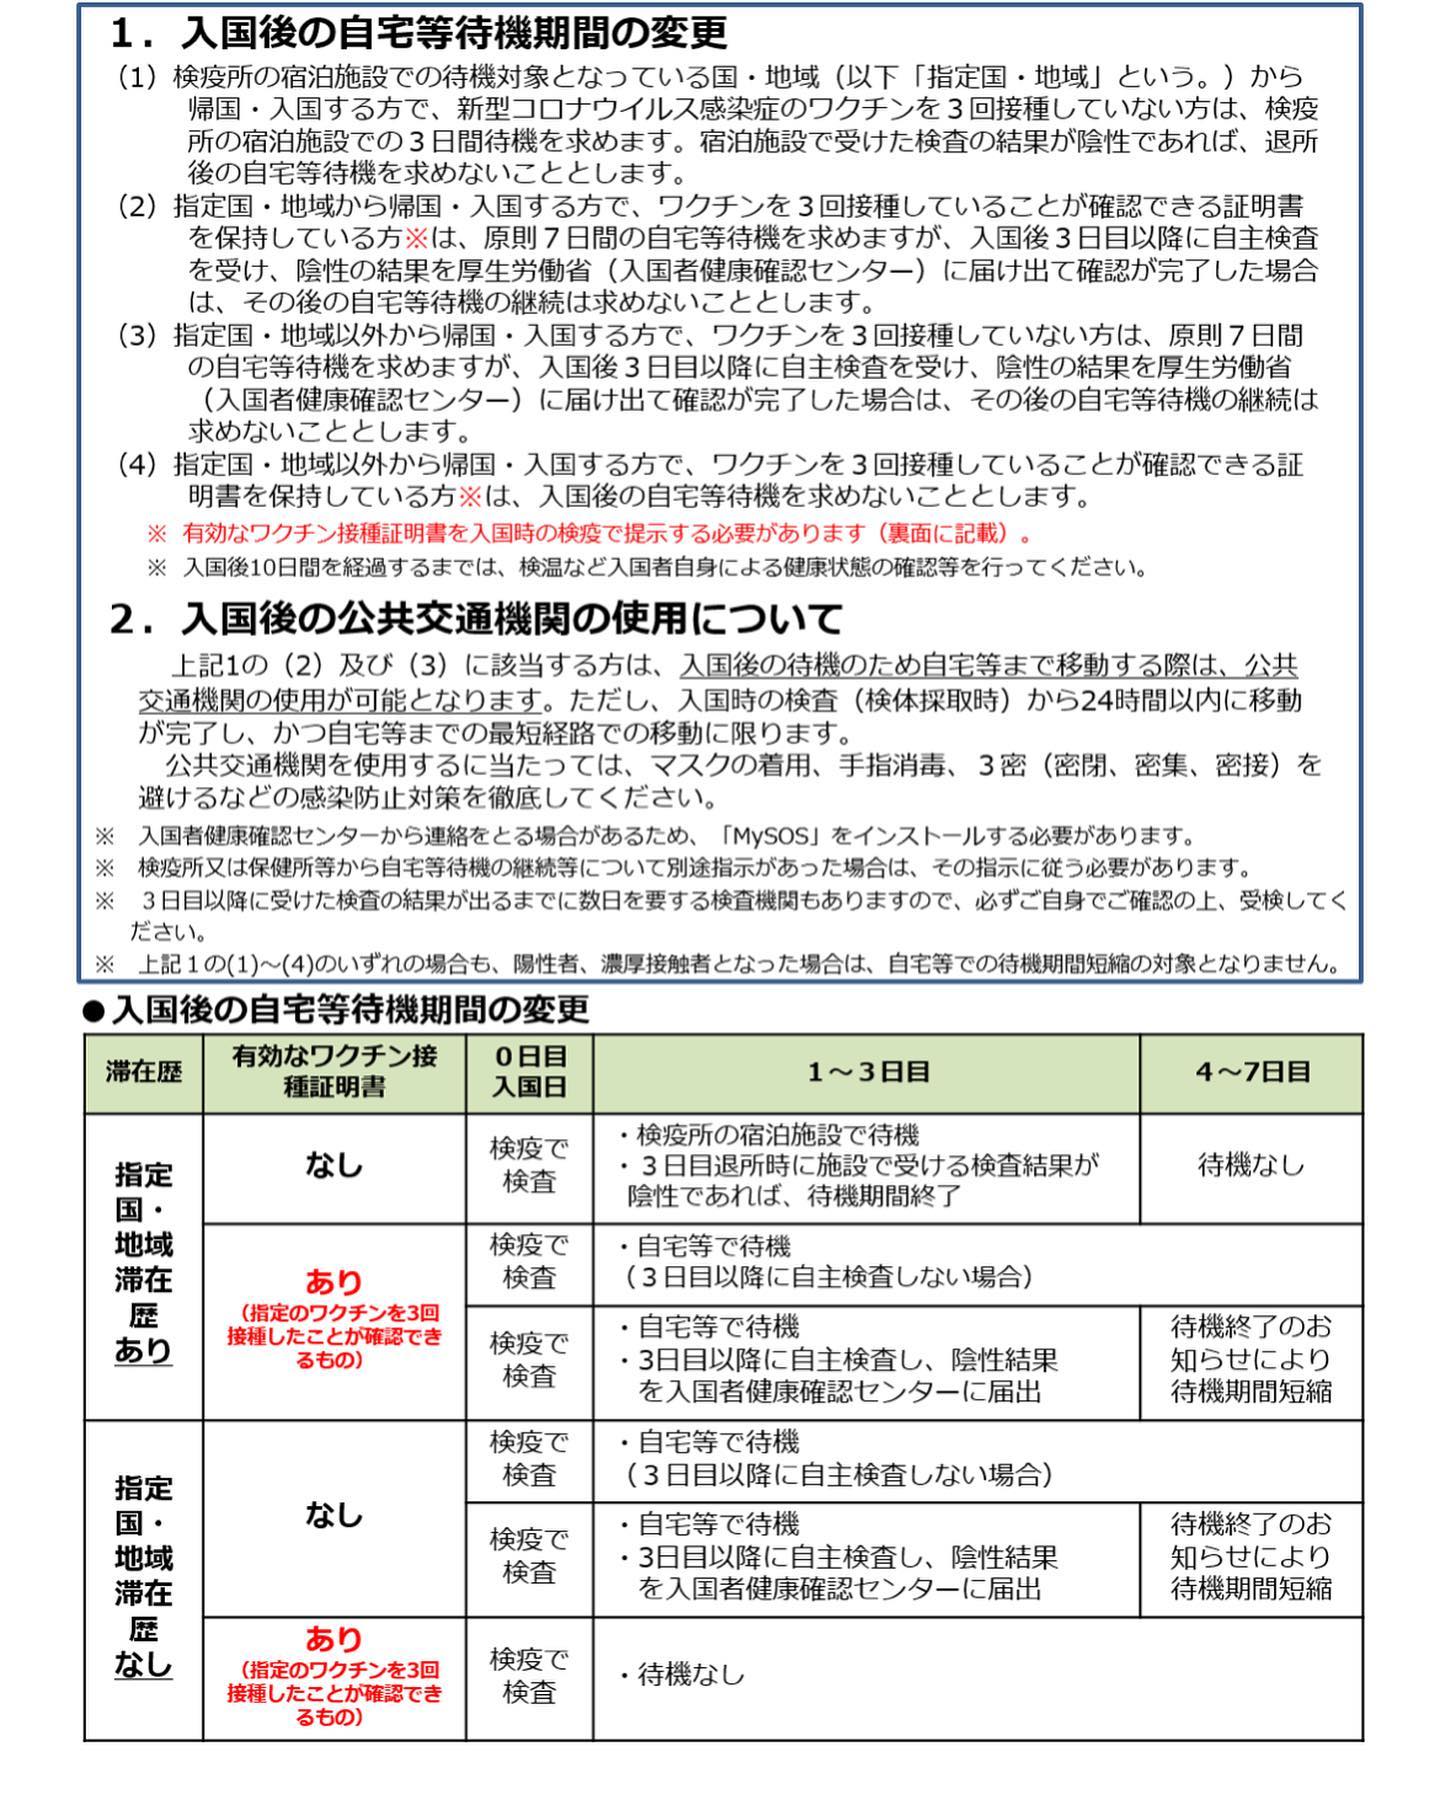 １．入国後の自宅等待機期間の変更
（1）検疫所の宿泊施設での待機対象となっている国・地域（以下「指定国・地域」という。）から
帰国・入国する方で、新型コロナウイルス感染症のワクチンを３回接種していない方は、検疫
所の宿泊施設での３日間待機を求めます。宿泊施設で受けた検査の結果が陰性であれば、退所
後の自宅等待機を求めないこととします。
（2）指定国・地域から帰国・入国する方で、ワクチンを３回接種していることが確認できる証明書
を保持している方※は、原則７日間の自宅等待機を求めますが、入国後３日目以降に自主検査
を受け、陰性の結果を厚生労働省（入国者健康確認センター）に届け出て確認が完了した場合
は、その後の自宅等待機の継続は求めないこととします。
（3）指定国・地域以外から帰国・入国する方で、ワクチンを３回接種していない方は、原則７日間
の自宅等待機を求めますが、入国後３日目以降に自主検査を受け、陰性の結果を厚生労働省
（入国者健康確認センター）に届け出て確認が完了した場合は、その後の自宅等待機の継続は
求めないこととします。
（4）指定国・地域以外から帰国・入国する方で、ワクチンを３回接種していることが確認できる証
明書を保持している方※は、入国後の自宅等待機を求めないこととします。
※ 有効なワクチン接種証明書を入国時の検疫で提示する必要があります（裏面に記載）。
※ 入国後10日間を経過するまでは、検温など入国者自身による健康状態の確認等を行ってください。
２．入国後の公共交通機関の使用について
上記1の（2）及び（3）に該当する方は、入国後の待機のため自宅等まで移動する際は、公共
交通機関の使用が可能となります。ただし、入国時の検査（検体採取時）から24時間以内に移動
が完了し、かつ自宅等までの最短経路での移動に限ります。
公共交通機関を使用するに当たっては、マスクの着用、手指消毒、３密（密閉、密集、密接）を
避けるなどの感染防止対策を徹底してください。
※ 入国者健康確認センターから連絡をとる場合があるため、「MySOS」をインストールする必要があります。
※ 検疫所又は保健所等から自宅等待機の継続等について別途指示があった場合は、その指示に従う必要があります。
※ ３日目以降に受けた検査の結果が出るまでに数日を要する検査機関もありますので、必ずご自身でご確認の上、受検してく
ださい。
※ 上記１の(1)～(4)のいずれの場合も、陽性者、濃厚接触者となった場合は、自宅等での待機期間短縮の対象となりません。
●入国後の自宅等待機期間の変更
滞在歴
有効なワクチン接
種証明書
０日目
入国日
１～３日目
４～7日目
指定
国・
地域
滞在
歴
あり
なし
検疫で
検査
・検疫所の宿泊施設で待機
・３日目退所時に施設で受ける検査結果が
陰性であれば、待機期間終了
待機なし
あり
（指定のワクチンを3回
接種したことが確認でき
るもの）
検疫で
検査
・自宅等で待機
（３日目以降に自主検査しない場合）
検疫で
検査
・自宅等で待機
・3日目以降に自主検査し、陰性結果
を入国者健康確認センターに届出
待機終了のお
知らせにより
待機期間短縮
指定
国・
地域
滞在
歴
なし
なし
検疫で
検査
・自宅等で待機
（３日目以降に自主検査しない場合）
検疫で
検査
・自宅等で待機
・3日目以降に自主検査し、陰性結果
を入国者健康確認センターに届出
待機終了のお
知らせにより
待機期間短縮
あり
（指定のワクチンを3回
接種したことが確認でき
るもの）
検疫で
検査
・待機なし